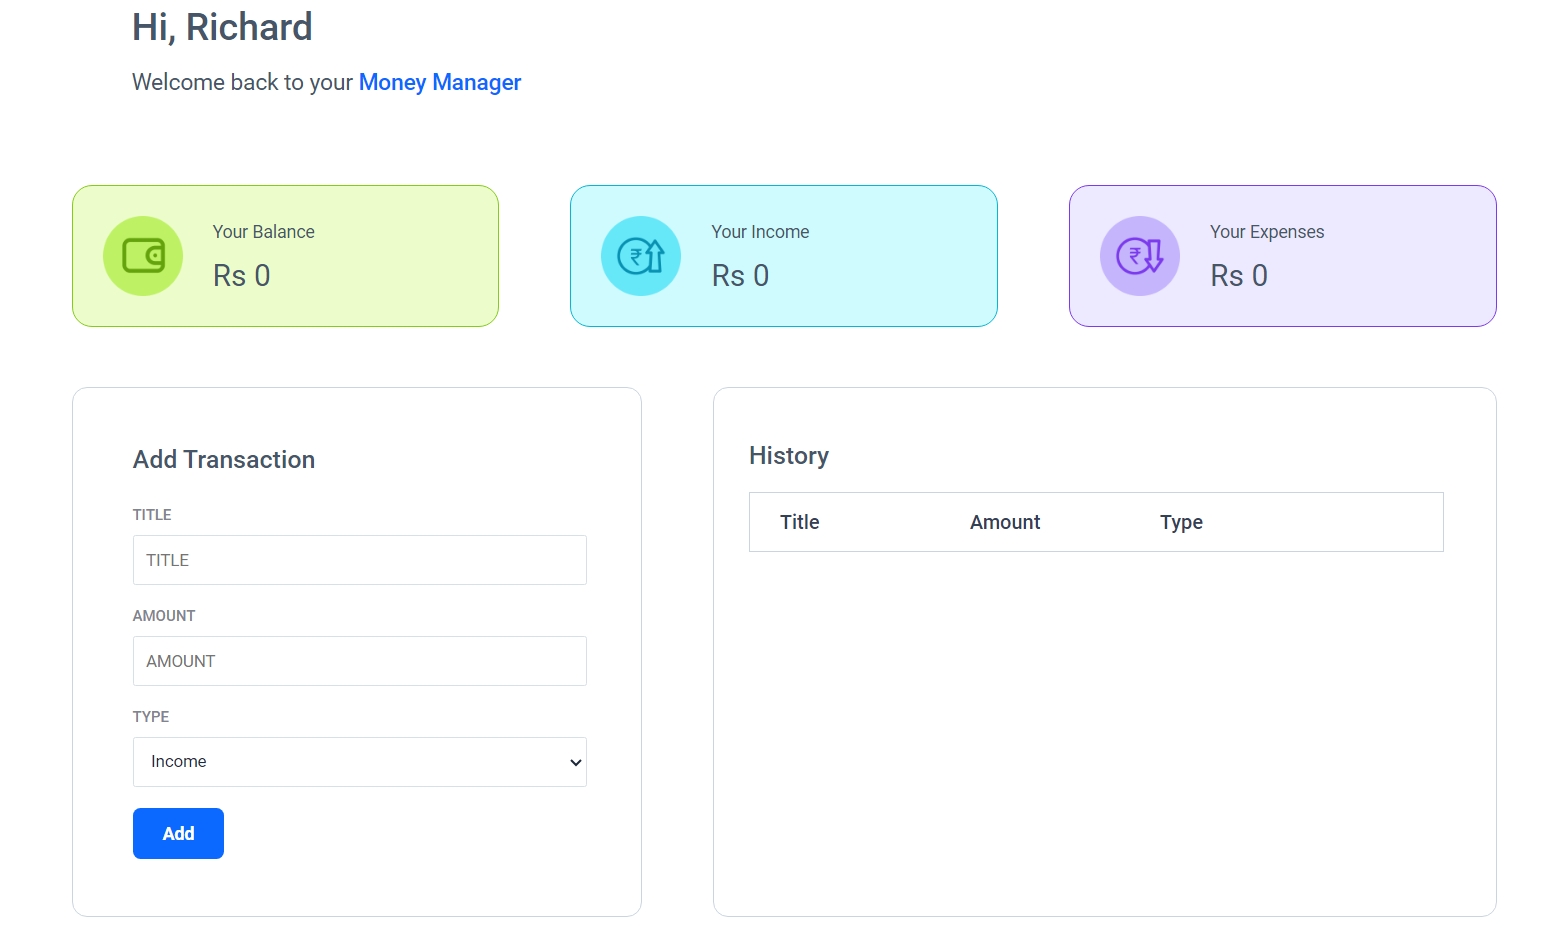 Hi, Richard
Welcome back to your Money Manager
Your Balance
Rs 0
Your Income
Rs 0
Your Expenses
Rs 0
Add Transaction
TITLE
TITLE
AMOUNT
AMOUNT
TYPE
Income
Add
History
Title Amount Type